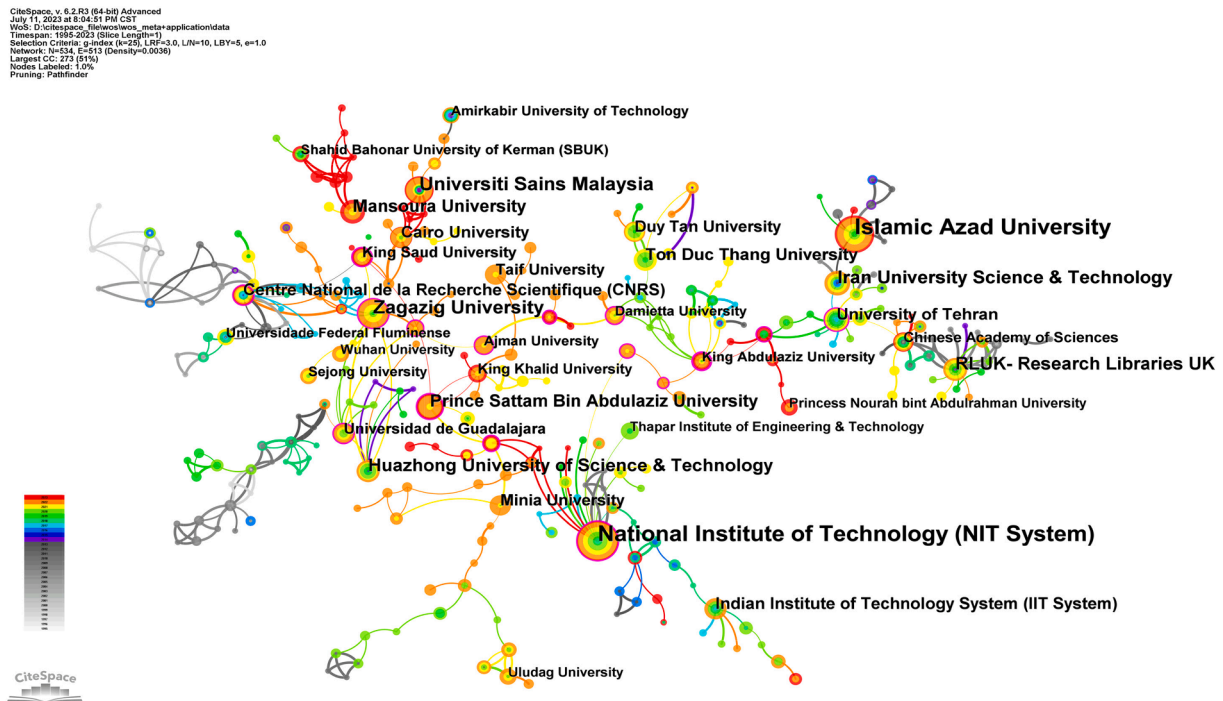 CiteSpace, v. 6.2.R3 (64-bit) Advanced
July 11, 2023 at 8:04:51 PM CST
WoS: D:\citespace_file\wos\wos_meta+application\data
Timespan: 1995-2023 (Slice Length=1)
Selection Criteria: g-index (k=25), LRF=3.0, L/N=10, LBY=5, e=1.0
Network: N=534, E=513 (Density=0.0036)
Largest CC: 273 (51%)
Nodes Labeled: 1.0%
Pruning: Pathfinder
Amirkabir University of Technology
Shahid Bahonar University of Kerman (SBUK)
Universiti Sains Malaysia
Mansoura University
Cairo University
Duy Tan University
Islamic Azad University
King Saud University
Ton Duc Thang University
Taif University
Iran University Science & Technology
Centre National de la Recherche Scientifique (CNRS)
Zagazig University
Damietta University
University of Tehran
Universidade Federal Fluminense
Ajman University
Chinese Academy of Sciences
Wuhan University
King Abdulaziz University
RLUK- Research Libraries UK
Sejong University
King Khalid University
Prince Sattam Bin Abdulaziz University
Princess Nourah bint Abdulrahman University
Universidad de Guadalajara
Thapar Institute of Engineering & Technology
Huazhong University of Science & Technology
Minia University
National Institute of Technology (NIT System)
Indian Institute of Technology System (IIT System)
Uludag University
CiteSpace